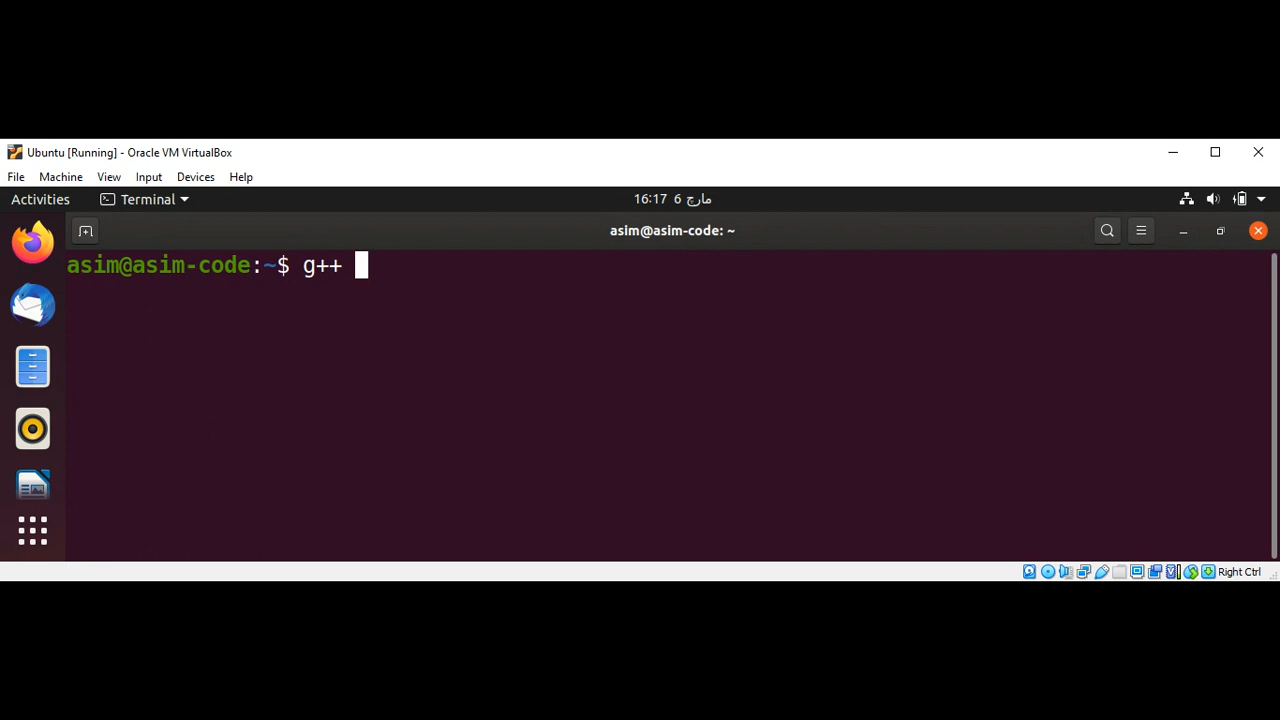 Ubuntu [Running] - Oracle VM VirtualBox
File Machine View Input Devices Help
Activities Terminal 16:17 6 مارچ
asim@asim-code: ~
asim@asim-code:~$ g++
Right Ctrl